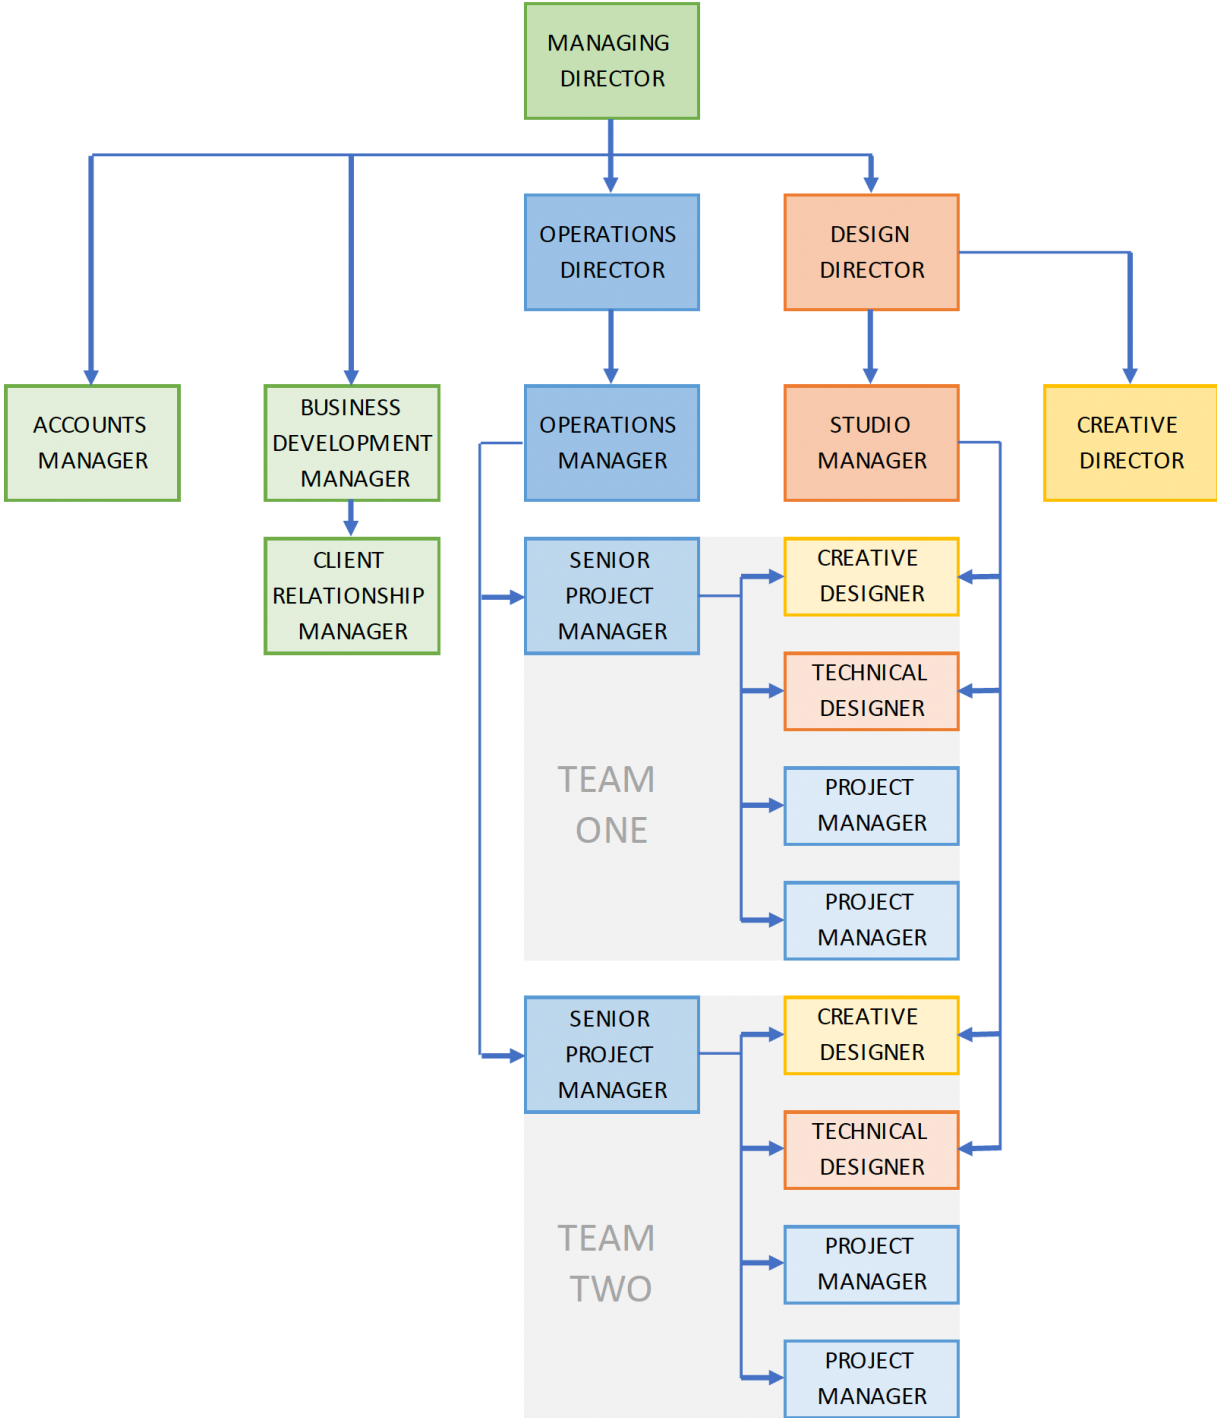 MANAGING
DIRECTOR
OPERATIONS
DIRECTOR
DESIGN
DIRECTOR
ACCOUNTS
MANAGER
BUSINESS
DEVELOPMENT
MANAGER
OPERATIONS
MANAGER
STUDIO
MANAGER
CREATIVE
DIRECTOR
CLIENT
RELATIONSHIP
MANAGER
SENIOR
PROJECT
MANAGER
CREATIVE
DESIGNER
TECHNICAL
DESIGNER
TEAM
ONE
PROJECT
MANAGER
PROJECT
MANAGER
SENIOR
PROJECT
MANAGER
CREATIVE
DESIGNER
TECHNICAL
DESIGNER
TEAM
TWO
PROJECT
MANAGER
PROJECT
MANAGER